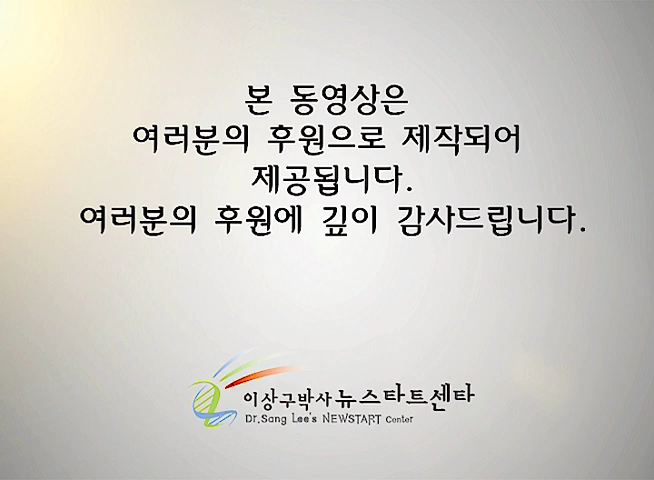 본 동영상은
여러분의 후원으로 제작되어
제공됩니다.
여러분의 후원에 깊이 감사드립니다.
이상구박사 뉴스타트센타
Dr.Sang Lee's NEWSTART Center